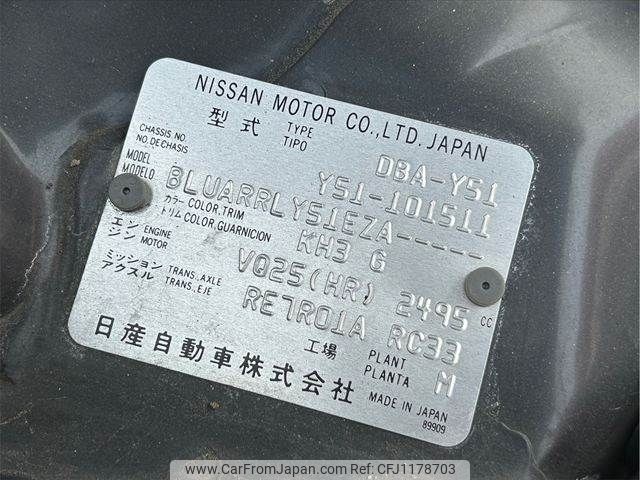 NISSAN MOTOR CO.,LTD. JAPAN
型式 TYPE TIPO DBA-Y51
CHASSIS NO. NO. DE CHASIS Y51-101511
MODEL MODELO BLUARRLY51EZA-----
カラー COLOR,TRIM トリム COLOR,GUARNICION KH3 G
エンジン ENGINE MOTOR VQ25(HR) 2495 CC
ミッション TRANS.,AXLE アクスル TRANS.,EJE RE7R01A RC33
工場 PLANT PLANTA M
日産自動車株式会社 MADE IN JAPAN
89909
www.CarFromJapan.com | © CarFromJapan | CFJ1178703